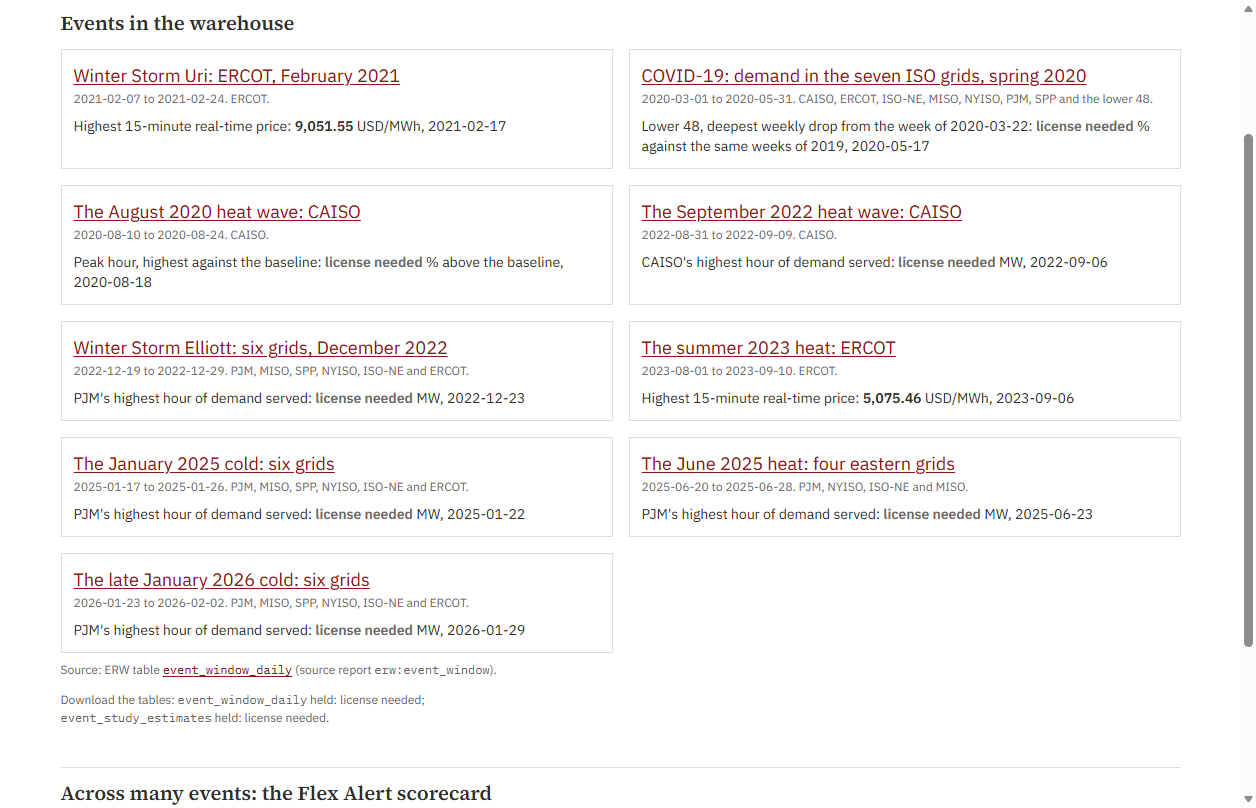 Events in the warehouse
Winter Storm Uri: ERCOT, February 2021
2021-02-07 to 2021-02-24. ERCOT.
Highest 15-minute real-time price: 9,051.55 USD/MWh, 2021-02-17
COVID-19: demand in the seven ISO grids, spring 2020
2020-03-01 to 2020-05-31. CAISO, ERCOT, ISO-NE, MISO, NYISO, PJM, SPP and the lower 48.
Lower 48, deepest weekly drop from the week of 2020-03-22: license needed %
against the same weeks of 2019, 2020-05-17
The August 2020 heat wave: CAISO
2020-08-10 to 2020-08-24. CAISO.
Peak hour, highest against the baseline: license needed % above the baseline,
2020-08-18
The September 2022 heat wave: CAISO
2022-08-31 to 2022-09-09. CAISO.
CAISO's highest hour of demand served: license needed MW, 2022-09-06
Winter Storm Elliott: six grids, December 2022
2022-12-19 to 2022-12-29. PJM, MISO, SPP, NYISO, ISO-NE and ERCOT.
PJM's highest hour of demand served: license needed MW, 2022-12-23
The summer 2023 heat: ERCOT
2023-08-01 to 2023-09-10. ERCOT.
Highest 15-minute real-time price: 5,075.46 USD/MWh, 2023-09-06
The January 2025 cold: six grids
2025-01-17 to 2025-01-26. PJM, MISO, SPP, NYISO, ISO-NE and ERCOT.
PJM's highest hour of demand served: license needed MW, 2025-01-22
The June 2025 heat: four eastern grids
2025-06-20 to 2025-06-28. PJM, NYISO, ISO-NE and MISO.
PJM's highest hour of demand served: license needed MW, 2025-06-23
The late January 2026 cold: six grids
2026-01-23 to 2026-02-02. PJM, MISO, SPP, NYISO, ISO-NE and ERCOT.
PJM's highest hour of demand served: license needed MW, 2026-01-29
Source: ERW table event_window_daily (source report erw:event_window).
Download the tables: event_window_daily held: license needed;
event_study_estimates held: license needed.
Across many events: the Flex Alert scorecard